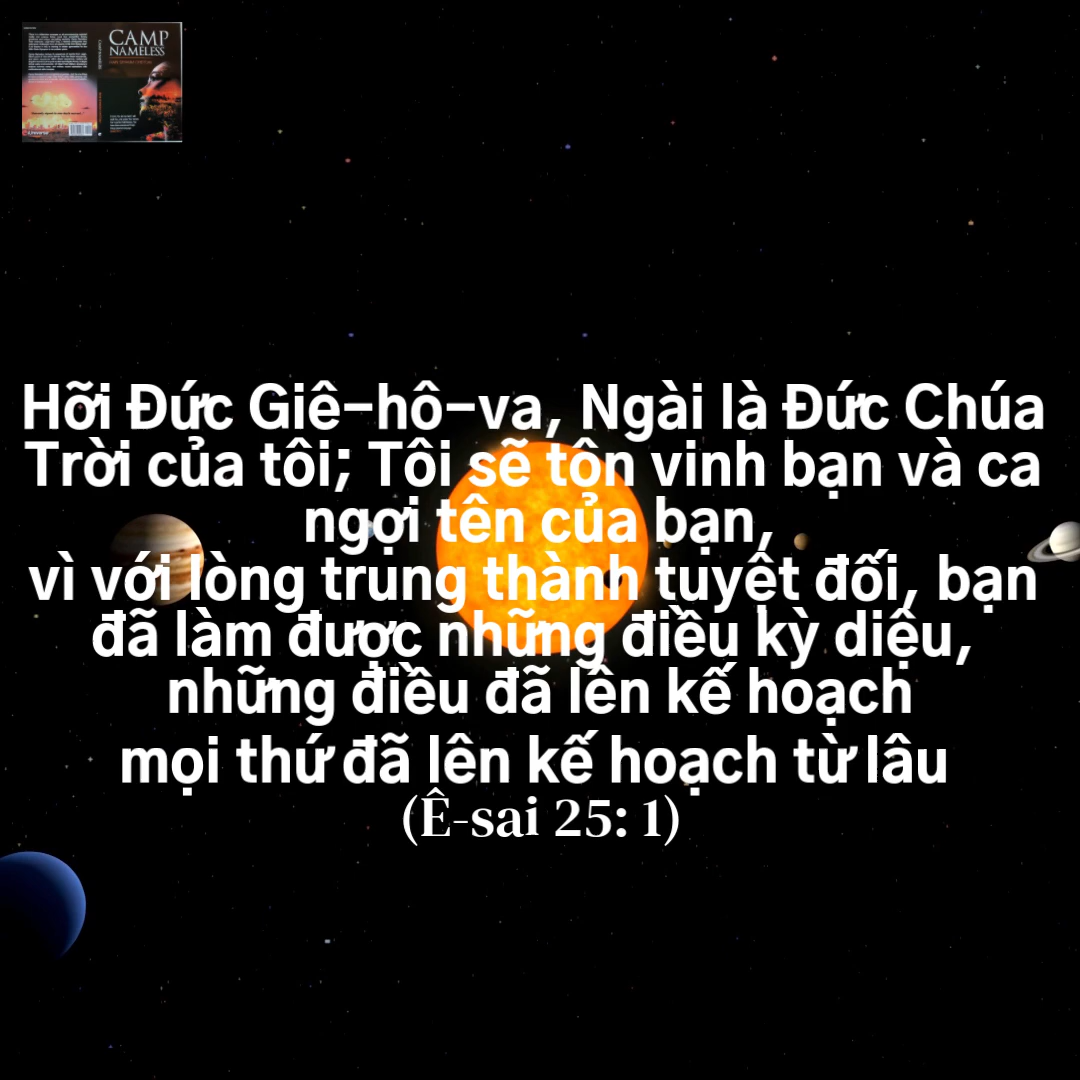 CAMP
NAMELESS
Hỡi Đức Giê-hô-va, Ngài là Đức Chúa
Trời của tôi; Tôi sẽ tôn vinh bạn và ca
ngợi tên của bạn,
vì với lòng trung thành tuyệt đối, bạn
đã làm được những điều kỳ diệu,
những điều đã lên kế hoạch
mọi thứ đã lên kế hoạch từ lâu
(Ê-sai 25: 1)